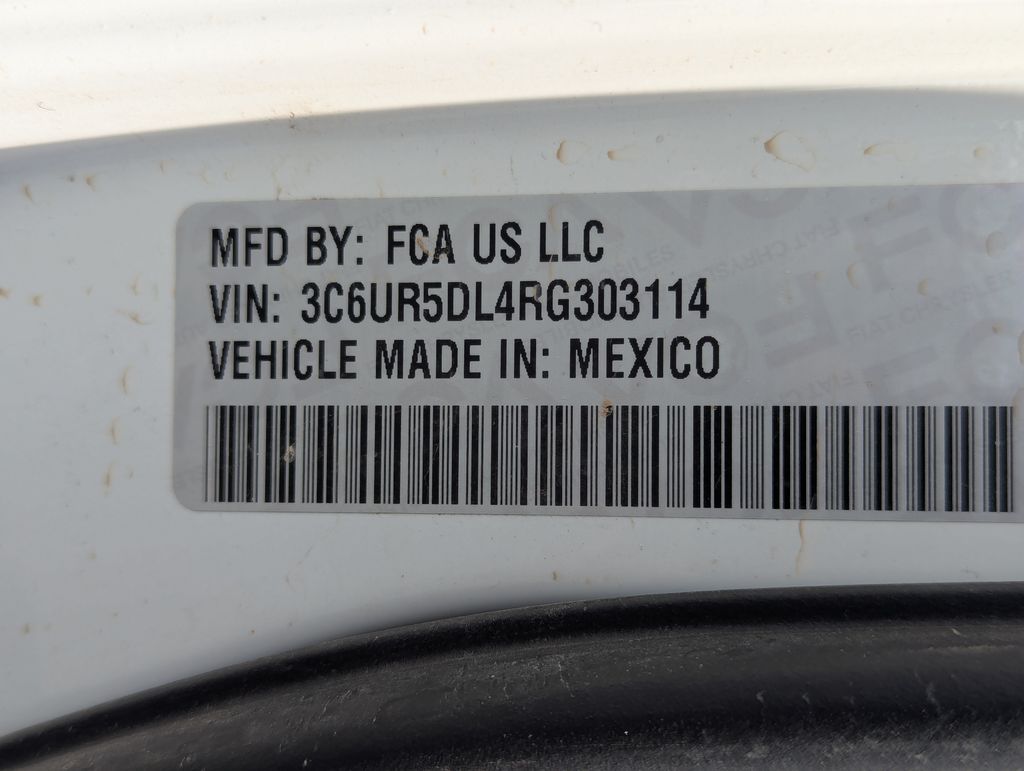 MFD BY: FCA US LLC
VIN: 3C6UR5DL4RG303114
VEHICLE MADE IN: MEXICO